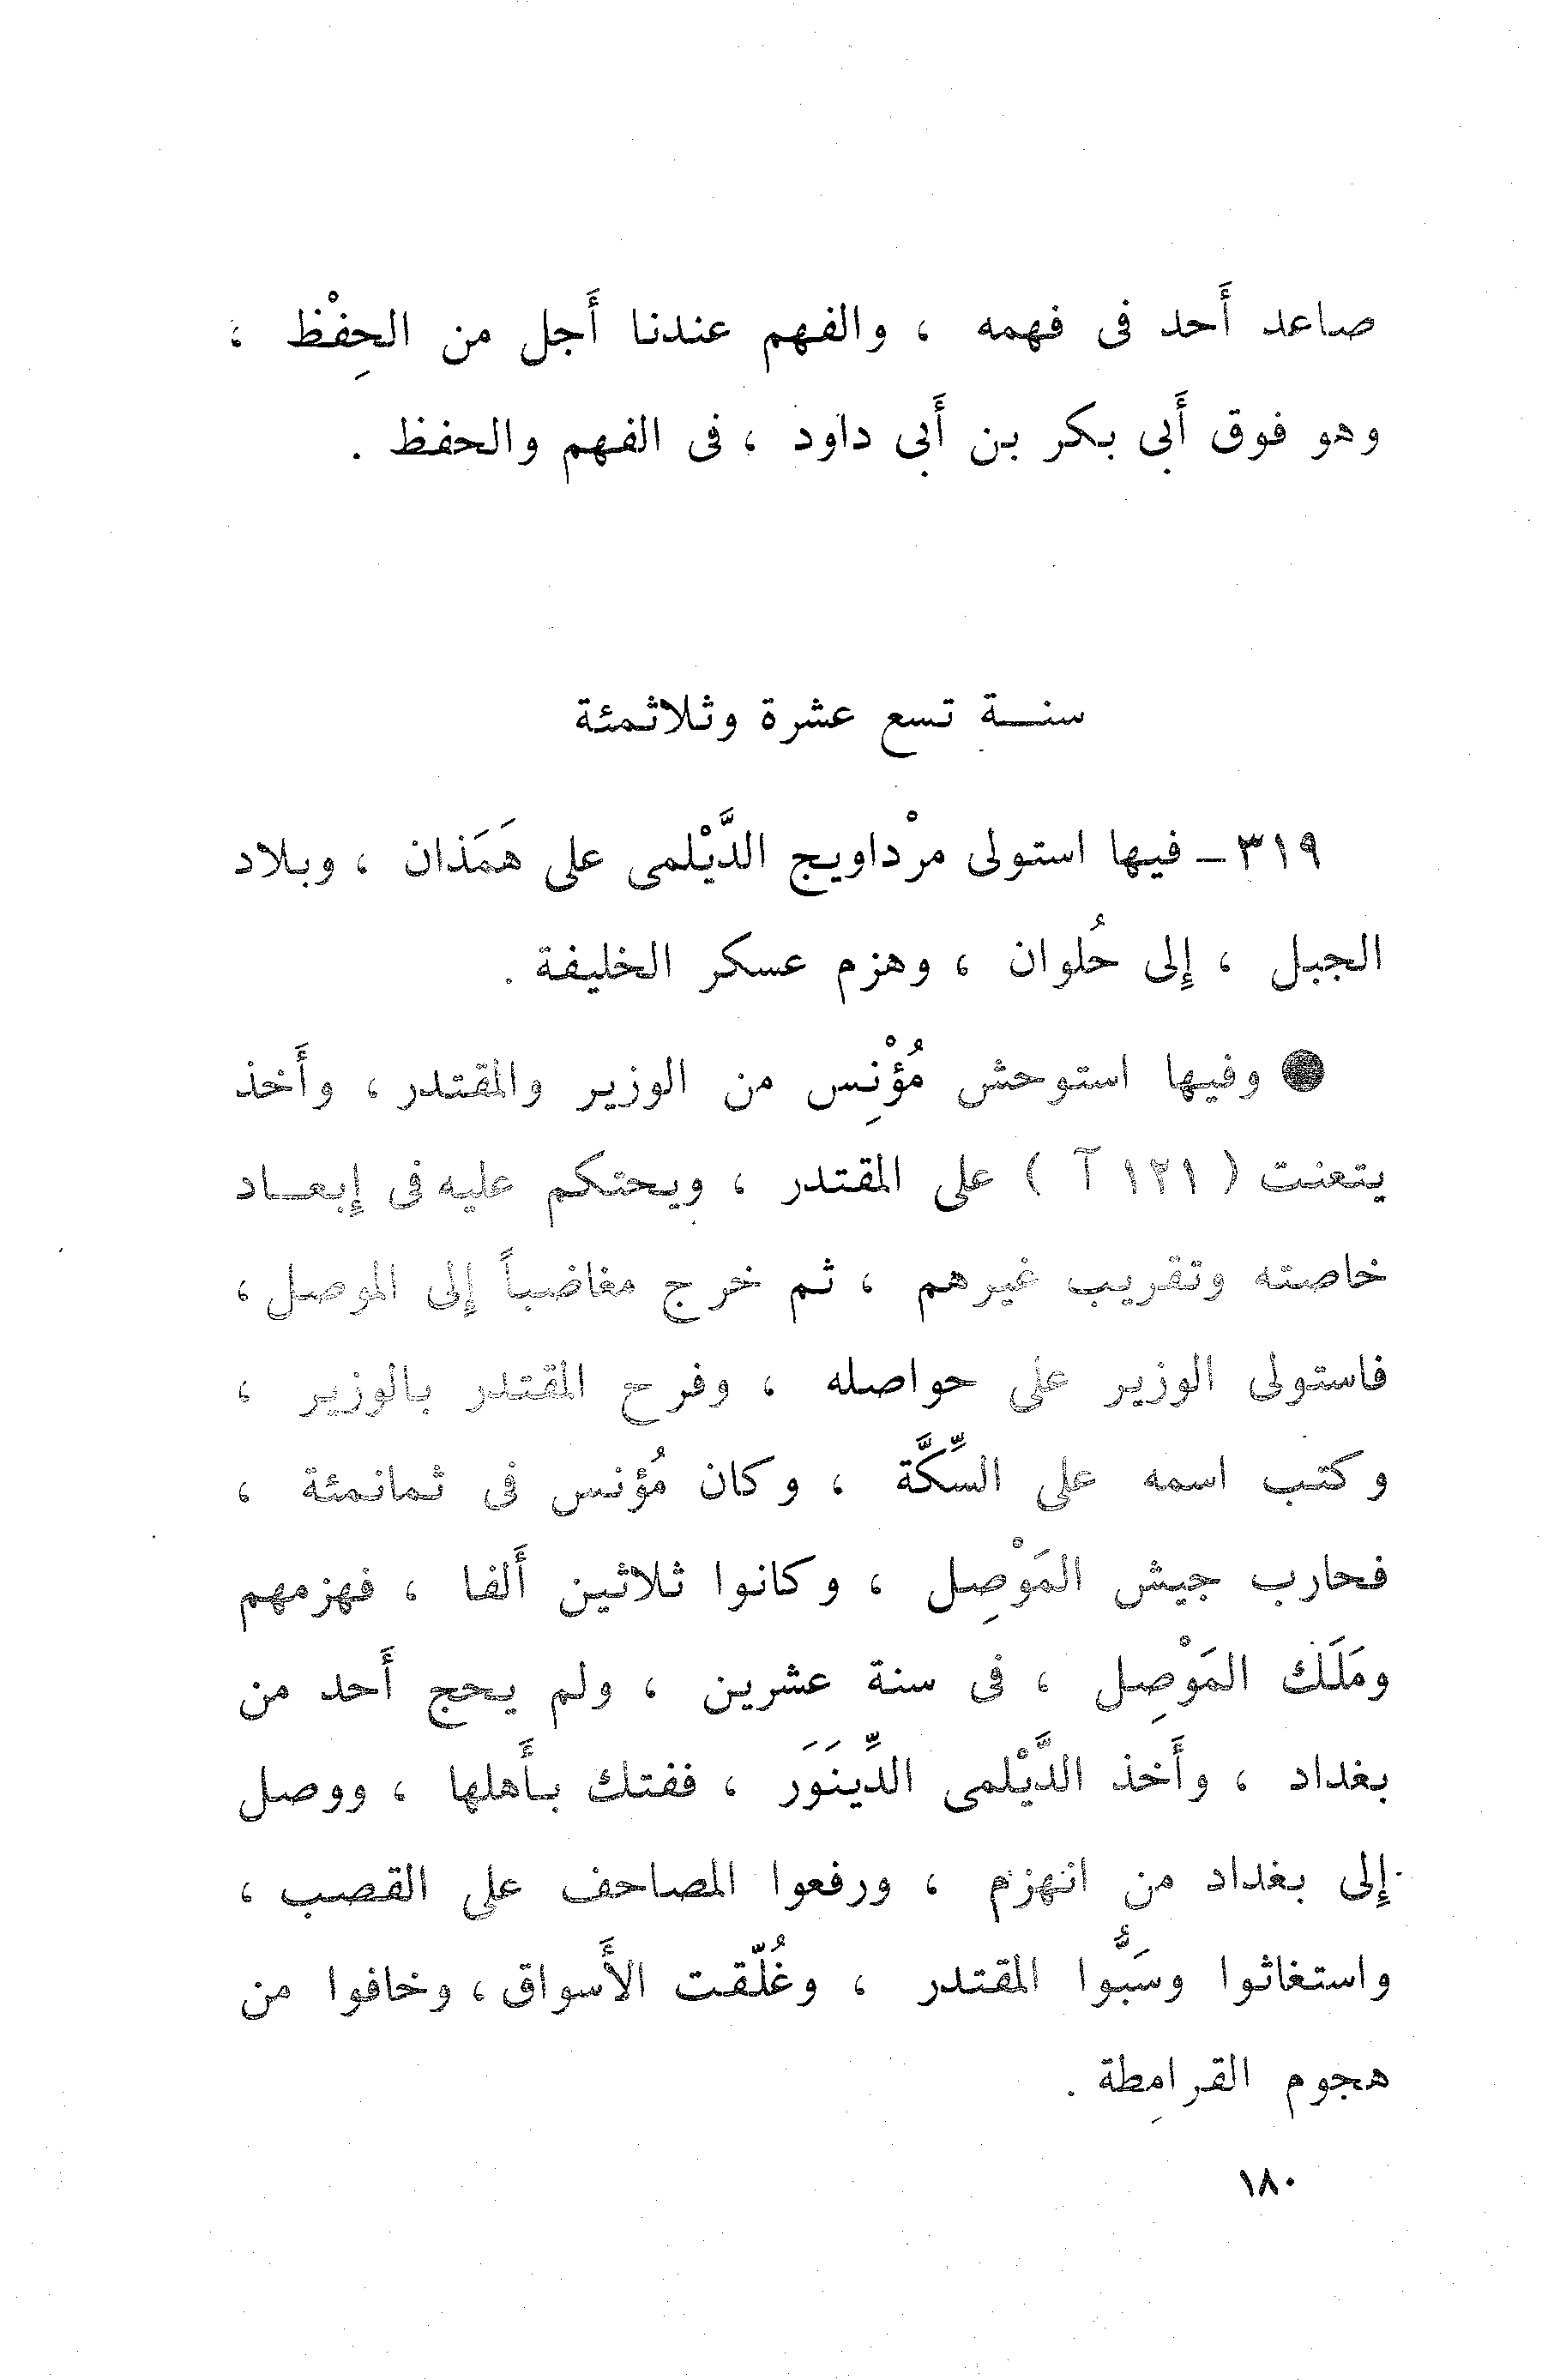 صاعد أَحد فى فهمه ، والفهم عندنا أَجل من الحِفْظ ؛
وهو فوق أَبى بكر بن أَبى داود ، فى الفهم والحفظ .
سنــة تسع عشرة وثلاثمئة
٣١٩ ـ فيها استولى مرْداويج الدَّيْلمى على هَمَذان ، وبلاد
الجبل ، إِلى حُلوان ، وهزم عسكر الخليفة .
● وفيها استوحش مُؤْنِس من الوزير والمقتدر ، وأَخذ
يتعنت ( ١٢١ آ ) على المقتدر ، ويحتكم عليه فى إِبعــاد
خاصته وتقريب غيرهم ، ثم خرج مغاضباً إِلى الموصل ،
فاستولى الوزير على حواصله ، وفرح المقتدر بالوزير ،
وكتب اسمه على السِّكَّة ، وكان مُؤنس فى ثمانمئة ،
فحارب جيش المَوْصِل ، وكانوا ثلاثين أَلفا ، فهزمهم
ومَلَك المَوْصِل ، فى سنة عشرين ، ولم يحج أَحد من
بغداد ، وأَخذ الدَّيْلمى الدِّينَوَر ، ففتك بأَهلها ، ووصل
إِلى بغداد من انهزم ، ورفعوا المصاحف على القصب ،
واستغاثوا وسَبُّوا المقتدر ، وغُلّقت الأَسواق ، وخافوا من
هجوم القرامِطة .
١٨٠